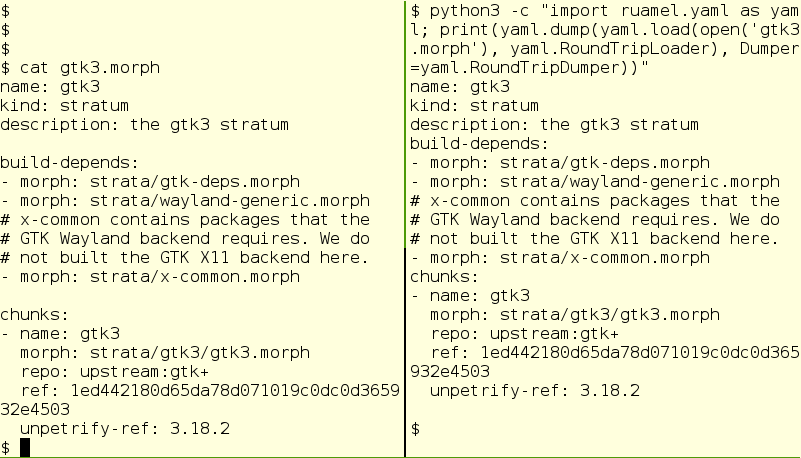 $
$
$
$ cat gtk3.morph
name: gtk3
kind: stratum
description: the gtk3 stratum

build-depends:
- morph: strata/gtk-deps.morph
- morph: strata/wayland-generic.morph
# x-common contains packages that the
# GTK Wayland backend requires. We do
# not built the GTK X11 backend here.
- morph: strata/x-common.morph

chunks:
- name: gtk3
  morph: strata/gtk3/gtk3.morph
  repo: upstream:gtk+
  ref: 1ed442180d65da78d071019c0dc0d3659
32e4503
  unpetrify-ref: 3.18.2
$
$ python3 -c "import ruamel.yaml as yam
l; print(yaml.dump(yaml.load(open('gtk3
.morph'), yaml.RoundTripLoader), Dumper
=yaml.RoundTripDumper))"
name: gtk3
kind: stratum
description: the gtk3 stratum
build-depends:
- morph: strata/gtk-deps.morph
- morph: strata/wayland-generic.morph
# x-common contains packages that the
# GTK Wayland backend requires. We do
# not built the GTK X11 backend here.
- morph: strata/x-common.morph
chunks:
- name: gtk3
  morph: strata/gtk3/gtk3.morph
  repo: upstream:gtk+
  ref: 1ed442180d65da78d071019c0dc0d365
932e4503
  unpetrify-ref: 3.18.2

$